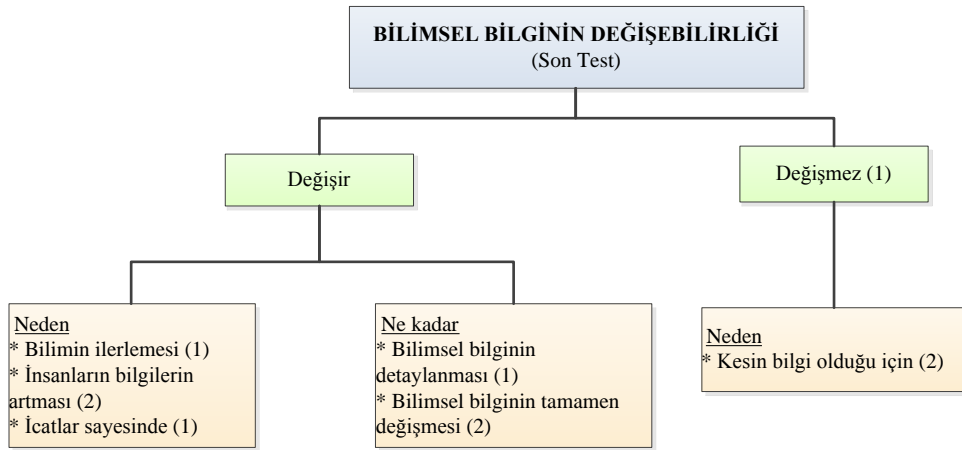 BİLİMSEL BİLGİNİN DEĞİŞEBİLİRLİĞİ
(Son Test)
Değişir
Değişmez (1)
Neden
* Bilimin ilerlemesi (1)
* İnsanların bilgilerin
artması (2)
* İcatlar sayesinde (1)
Ne kadar
* Bilimsel bilginin
detaylanması (1)
* Bilimsel bilginin tamamen
değişmesi (2)
Neden
* Kesin bilgi olduğu için (2)